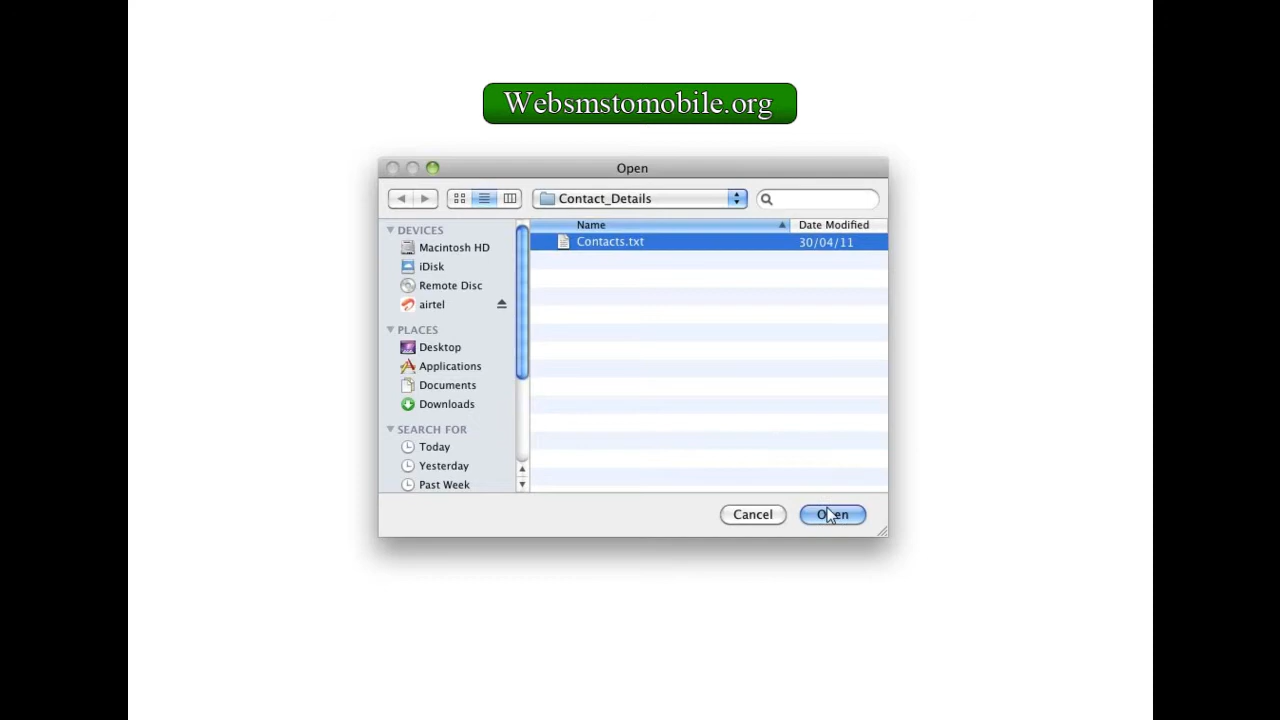 Websmstomobile.org
Open
Contact_Details
DEVICES
Macintosh HD
iDisk
Remote Disc
airtel
PLACES
Desktop
Applications
Documents
Downloads
SEARCH FOR
Today
Yesterday
Past Week
Name Date Modified
Contacts.txt 30/04/11
Cancel Open